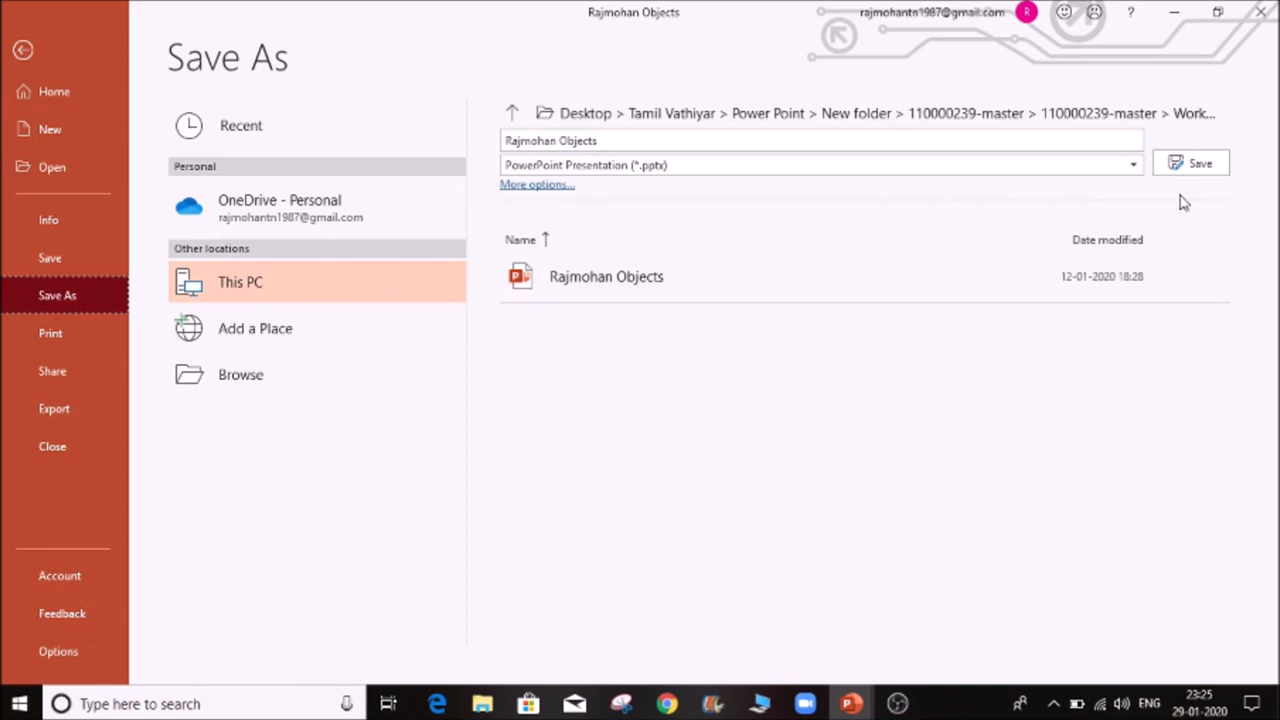 Rajmohan Objects
rajmohantn1987@gmail.com
R
?
Save As
Home
New
Open
Info
Save
Save As
Print
Share
Export
Close
Account
Feedback
Options
Recent
Personal
OneDrive - Personal
rajmohantn1987@gmail.com
Other locations
This PC
Add a Place
Browse
Desktop > Tamil Vathiyar > Power Point > New folder > 110000239-master > 110000239-master > Work...
Rajmohan Objects
PowerPoint Presentation (*.pptx)
Save
More options...
Name
Date modified
Rajmohan Objects
12-01-2020 18:28
Type here to search
ENG
23:25
29-01-2020